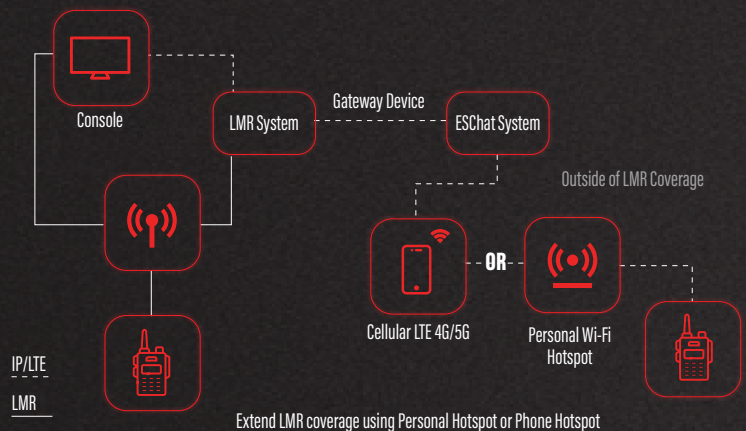 Console
LMR System
Gateway Device
ESChat System
Outside of LMR Coverage
OR
Cellular LTE 4G/5G
Personal Wi-Fi
Hotspot
IP/LTE
LMR
Extend LMR coverage using Personal Hotspot or Phone Hotspot